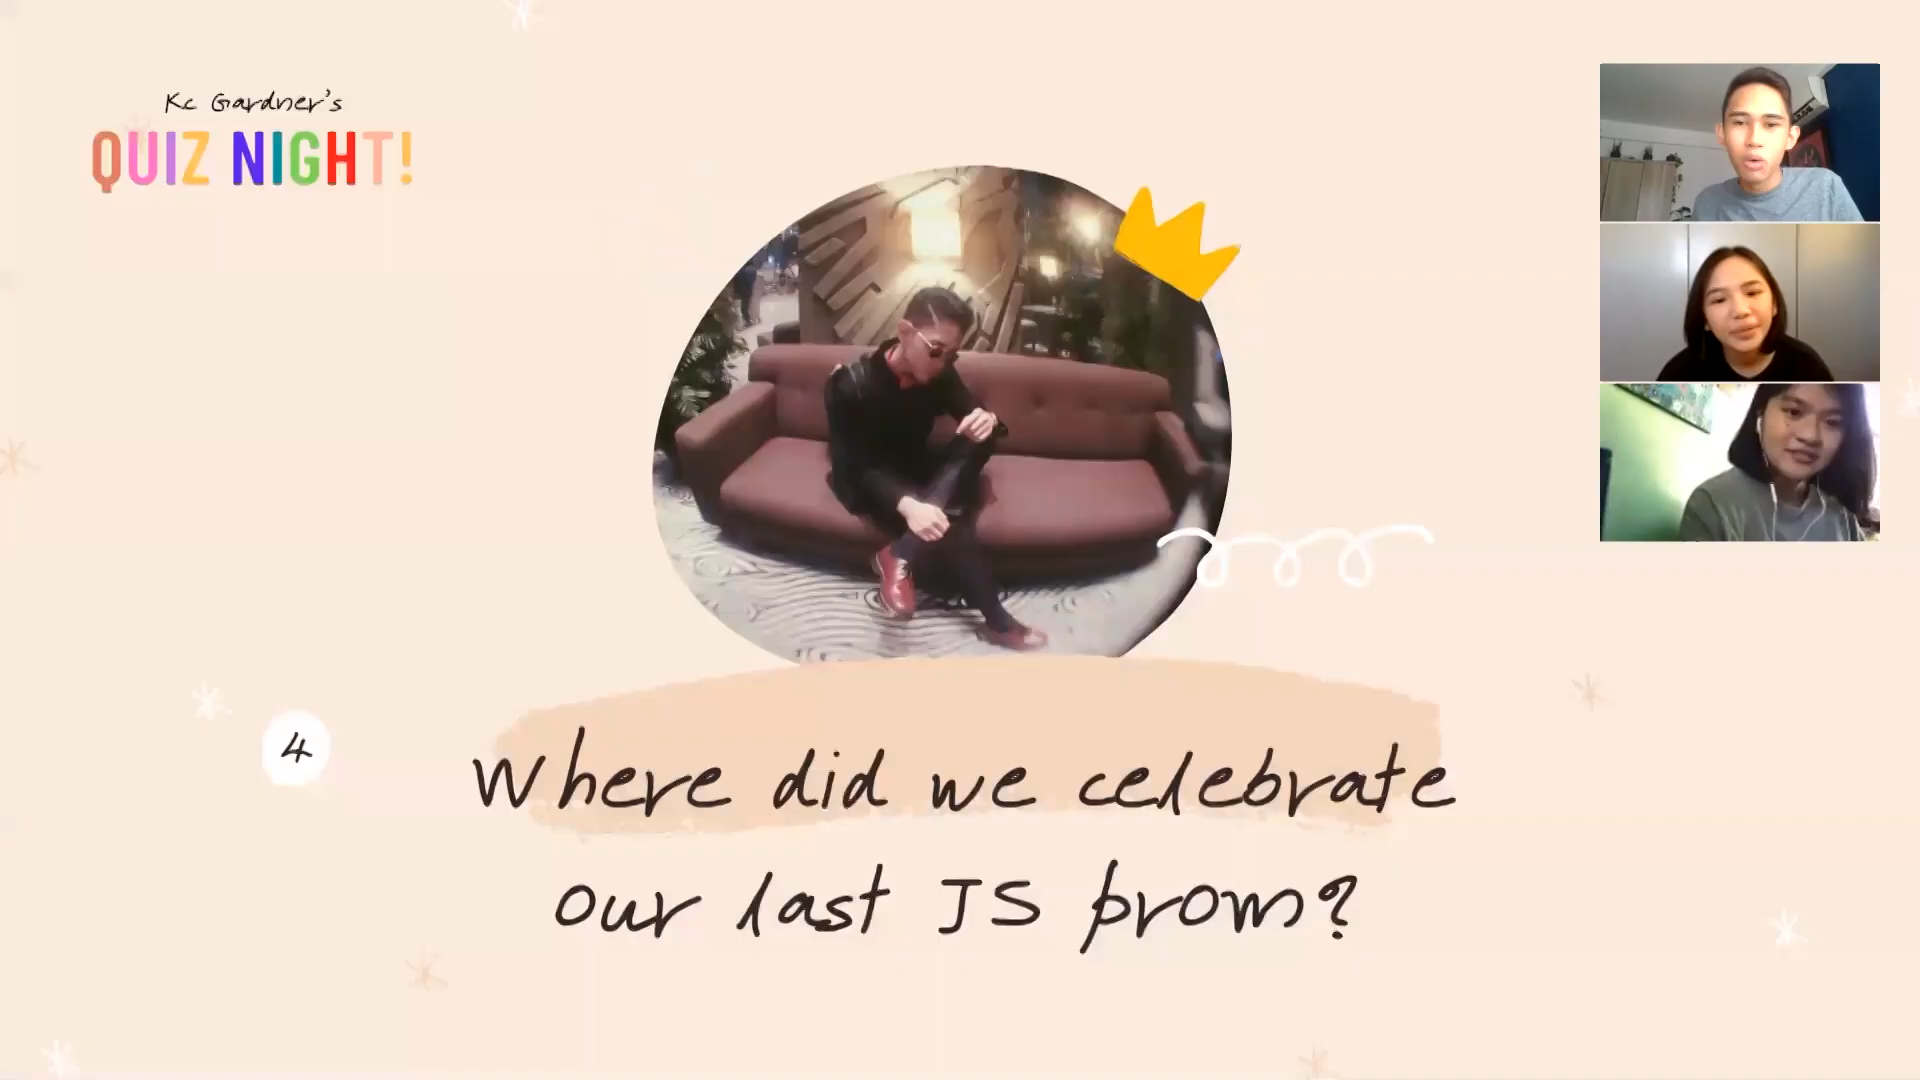 Kc Gardner's
QUIZ NIGHT!
4
Where did we celebrate
our last JS prom?